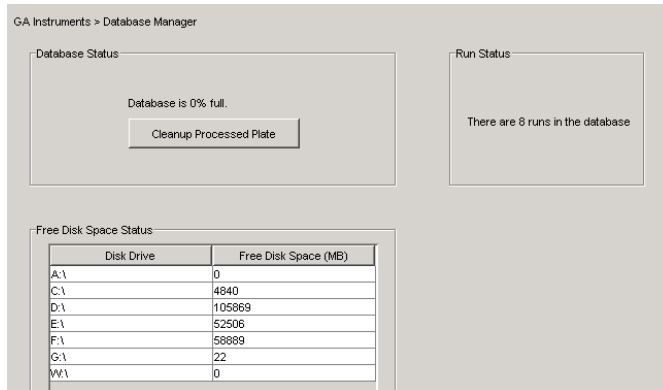 GA Instruments > Database Manager
Database Status
Database is 0% full.
Cleanup Processed Plate
Run Status
There are 8 runs in the database
Free Disk Space Status
Disk Drive Free Disk Space (MB)
A:\ 0
C:\ 4840
D:\ 105869
E:\ 52506
F:\ 58889
G:\ 22
W:\ 0